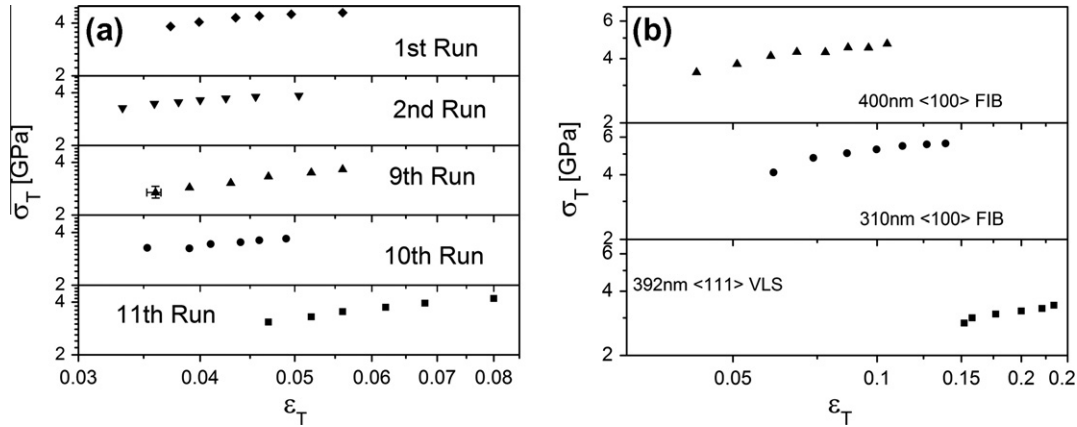 (a)
4
1st Run
2
4
2nd Run
2
4
9th Run
2
4
10th Run
2
4
11th Run
2
0.03 0.04 0.05 0.06 0.07 0.08
ε_T
σ_T [GPa]
(b)
6
4
400nm <100> FIB
2
6
4
310nm <100> FIB
2
4
392nm <111> VLS
2
0.05 0.1 0.15 0.2 0.2
ε_T
σ_T [GPa]